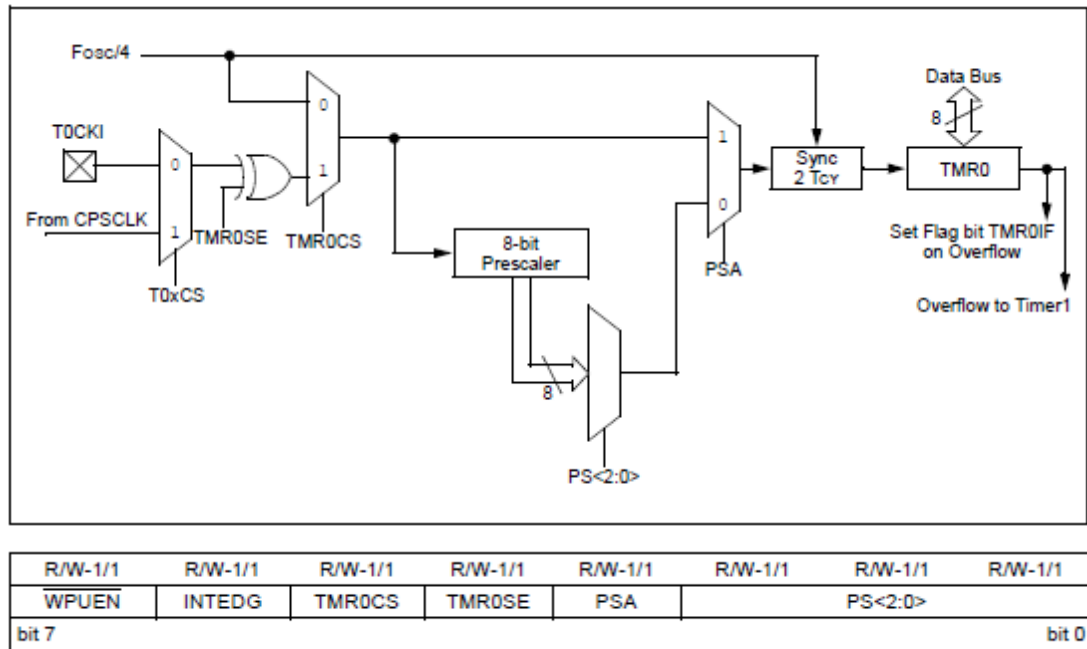 Fosc/4
Data Bus
8
T0CKI
0
1
0
1
Sync
2 TCY
TMR0
0
1
0
From CPSCLK
TMR0SE
TMR0CS
8-bit
Prescaler
PSA
Set Flag bit TMR0IF
on Overflow
T0xCS
Overflow to Timer1
8
PS<2:0>
R/W-1/1 R/W-1/1 R/W-1/1 R/W-1/1 R/W-1/1 R/W-1/1 R/W-1/1 R/W-1/1
WPUEN INTEDG TMR0CS TMR0SE PSA PS<2:0>
bit 7 bit 0